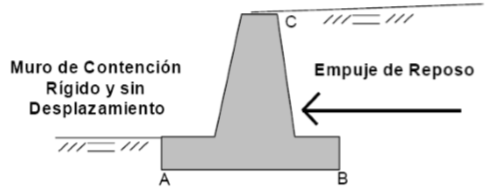 C
Muro de Contención
Rígido y sin
Desplazamiento
Empuje de Reposo
A
B